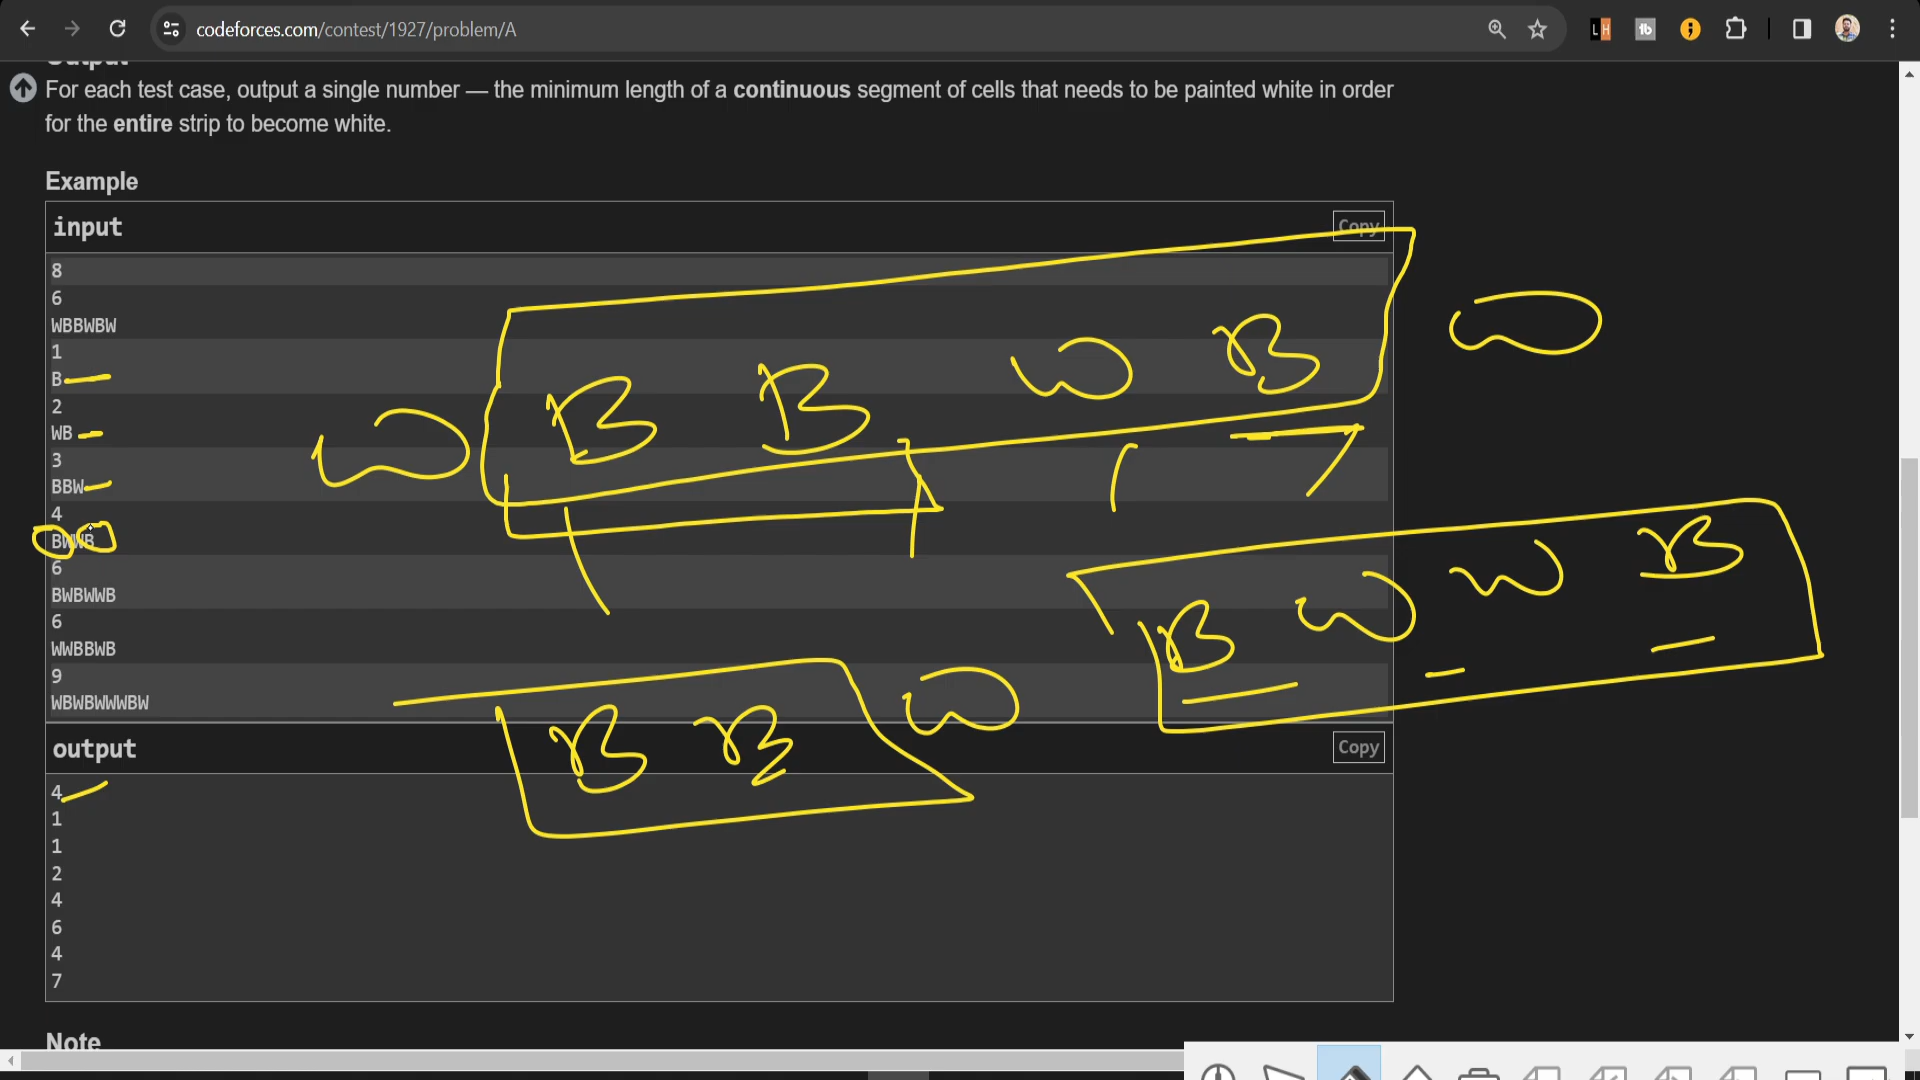 codeforces.com/contest/1927/problem/A
Output
For each test case, output a single number — the minimum length of a continuous segment of cells that needs to be painted white in order
for the entire strip to become white.
Example
input
Copy
8
6
WBBWBW
1
B
2
WB
3
BBW
4
BWWB
6
BWBWWB
6
WWBBWB
9
WBWBWWWBW
W B B W B W
B W W B
B B W
output
Copy
4
1
1
2
4
6
4
7
Note